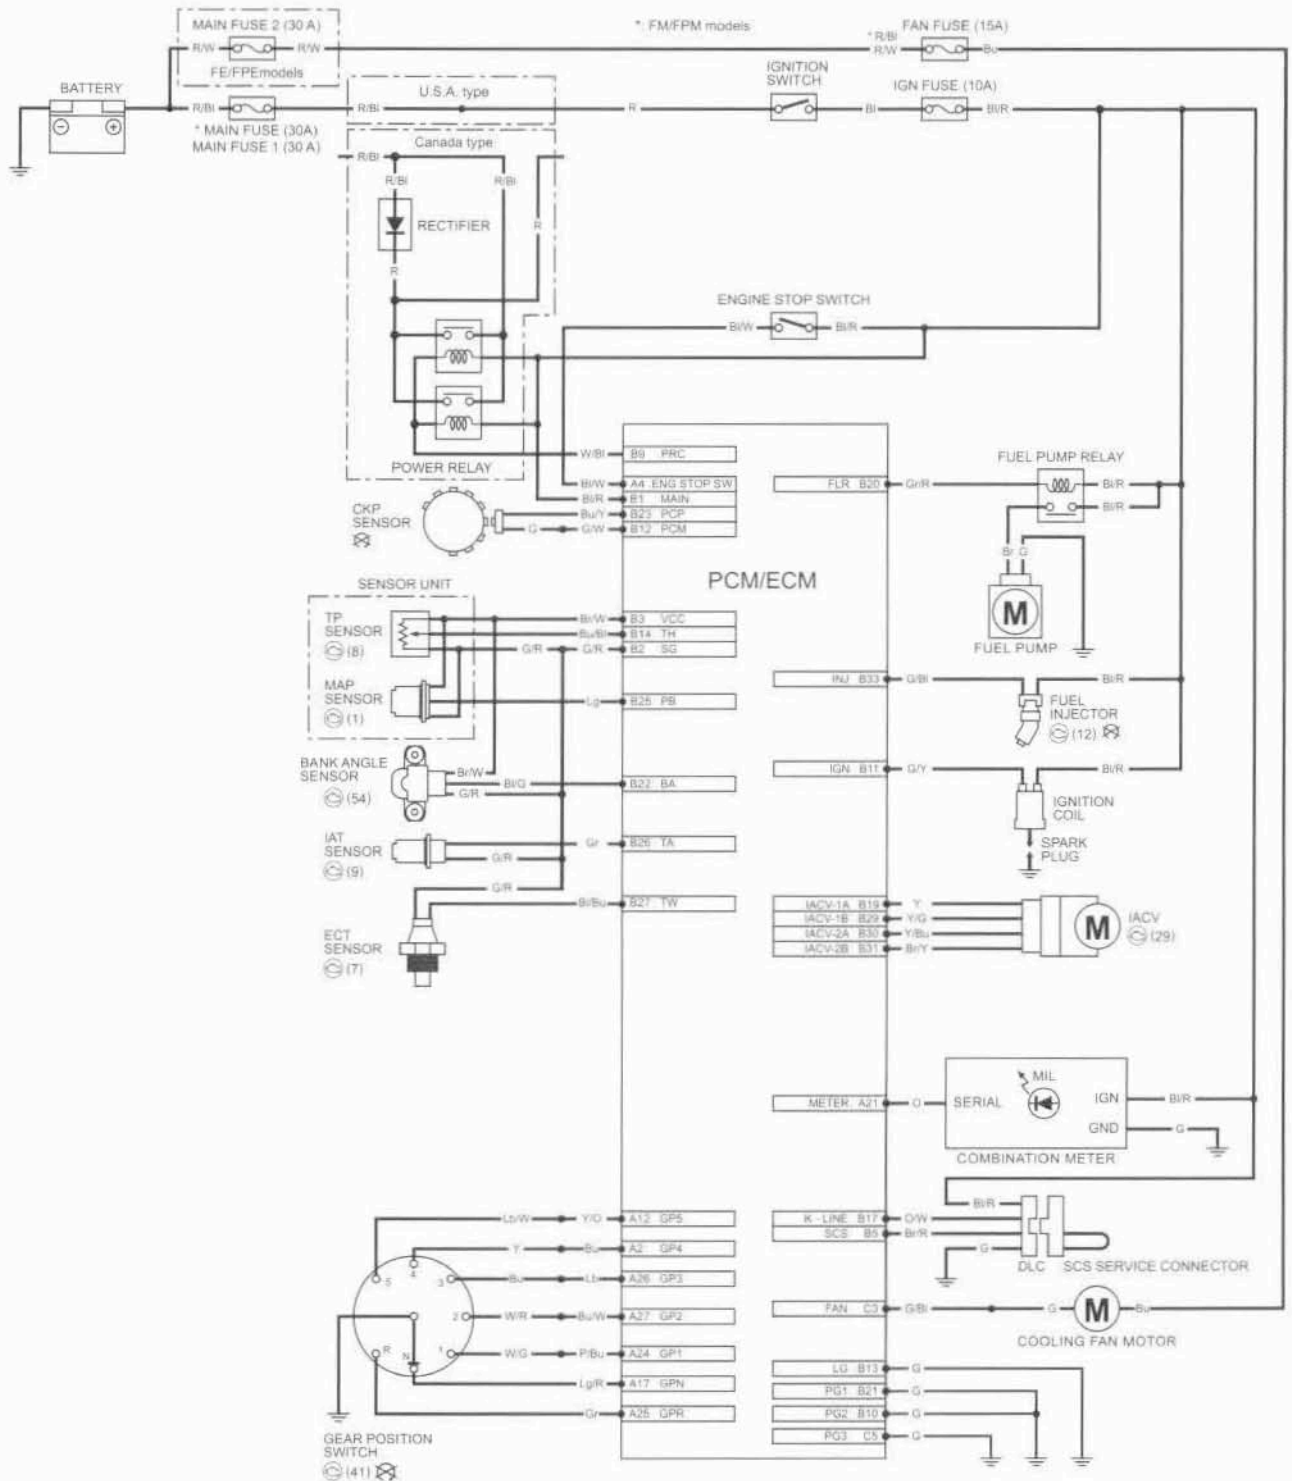 MAIN FUSE 2 (30 A)
* FM/FPM models
FAN FUSE (15A)
* R/Bl
R/W
R/W
R/W
Bu
FE/FPEmodels
IGNITION
SWITCH
BATTERY
U.S.A. type
IGN FUSE (10A)
R/Bl
R/Bl
R
Bl
Bl/R
* MAIN FUSE (30A)
MAIN FUSE 1 (30 A)
Canada type
R/Bl
R/Bl
R/Bl
RECTIFIER
R
R
ENGINE STOP SWITCH
Bl/W
Bl/R
POWER RELAY
W/Bl
B9 PRC
Bl/W
A4 ENG STOP SW
Bl/R
B1 MAIN
Bu/Y
B23 PCP
G
G/W
B12 PCM
CKP
SENSOR
FLR B20
Gr/R
FUEL PUMP RELAY
Bl/R
Bl/R
Br
G
M
FUEL PUMP
PCM/ECM
SENSOR UNIT
TP
SENSOR
(8)
Br/W
B3 VCC
Bu/Bl
B14 TH
G/R
G/R
B2 SG
MAP
SENSOR
(1)
Lg
B25 PB
INJ B33
G/Bl
Bl/R
FUEL
INJECTOR
(12)
BANK ANGLE
SENSOR
(54)
Br/W
Bl/G
G/R
B22 BA
IGN B11
G/Y
Bl/R
IGNITION
COIL
SPARK
PLUG
IAT
SENSOR
(9)
Gr
B26 TA
G/R
G/R
Bl/Bu
B27 TW
ECT
SENSOR
(7)
IACV-1A B19
Y
IACV-1B B29
Y/G
IACV-2A B30
Y/Bu
IACV-2B B31
Br/Y
M
IACV
(29)
METER A21
O
SERIAL
MIL
IGN
Bl/R
GND
G
COMBINATION METER
Bl/R
K - LINE B17
O/W
SCS B5
Br/R
G
DLC
SCS SERVICE CONNECTOR
Lb/W
Y/O
A12 GP5
Y
Bu
A2 GP4
Bu
Lb
A26 GP3
W/R
Bu/W
A27 GP2
W/G
P/Bu
A24 GP1
Lg/R
A17 GPN
Gr
A25 GPR
5
4
3
2
1
N
R
GEAR POSITION
SWITCH
(41)
FAN C3
G/Bl
G
M
Bu
COOLING FAN MOTOR
LG B13
G
PG1 B21
G
PG2 B10
G
PG3 C5
G